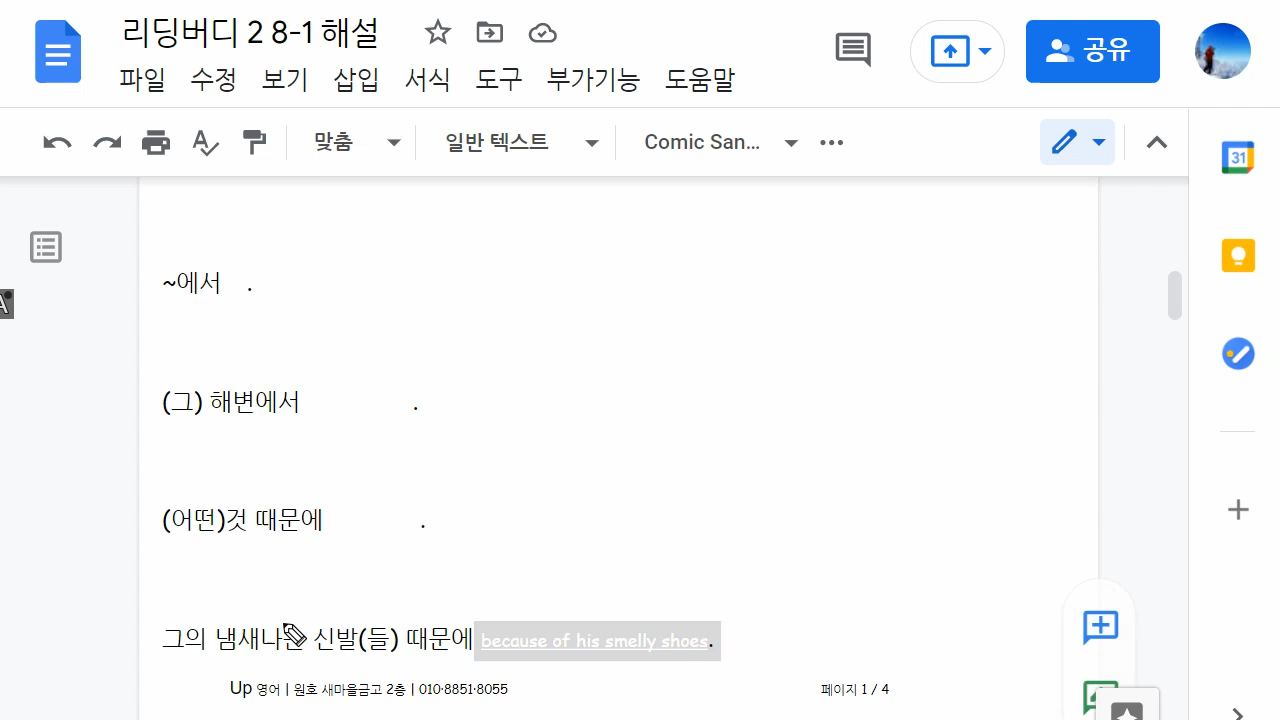 리딩버디 2 8-1 해설
파일 수정 보기 삽입 서식 도구 부가기능 도움말
공유
맞춤 일반 텍스트 Comic San... •••
31
~에서 .
(그) 해변에서 .
(어떤)것 때문에 .
그의 냄새나는 신발(들) 때문에 because of his smelly shoes.
Up 영어 | 원호 새마을금고 2층 | 010·8851·8055 페이지 1 / 4